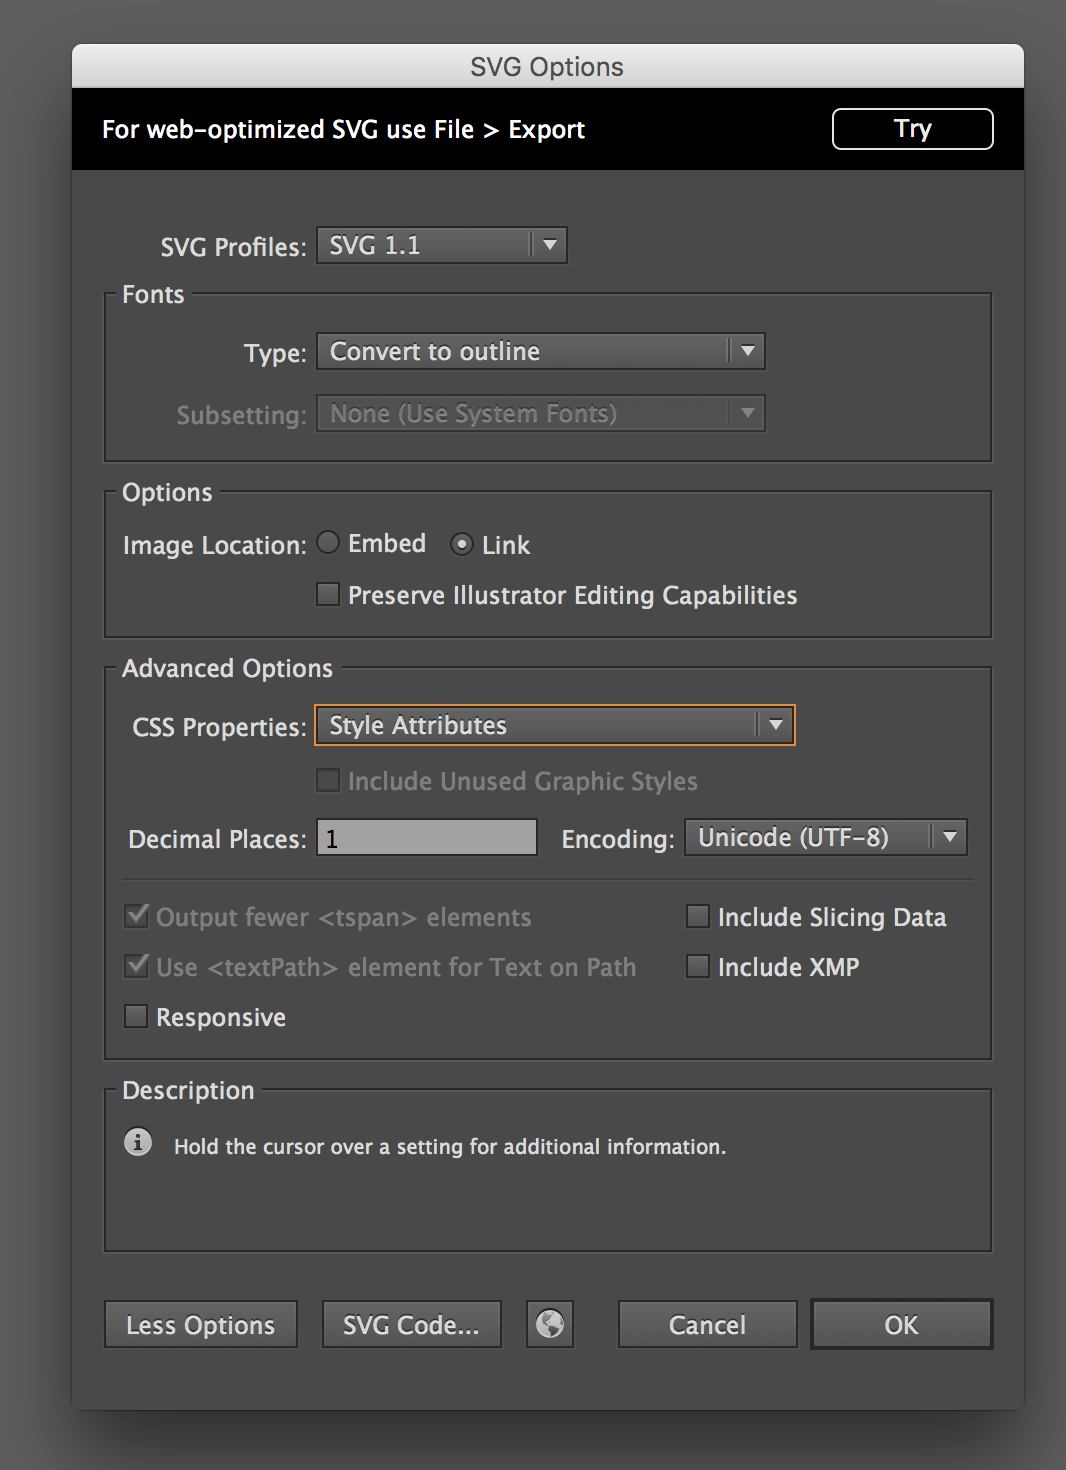 SVG Options
For web-optimized SVG use File > Export
Try
SVG Profiles: SVG 1.1
Fonts
Type: Convert to outline
Subsetting: None (Use System Fonts)
Options
Image Location: Embed Link
Preserve Illustrator Editing Capabilities
Advanced Options
CSS Properties: Style Attributes
Include Unused Graphic Styles
Decimal Places: 1 Encoding: Unicode (UTF-8)
Output fewer <tspan> elements Include Slicing Data
Use <textPath> element for Text on Path Include XMP
Responsive
Description
Hold the cursor over a setting for additional information.
Less Options SVG Code... Cancel OK